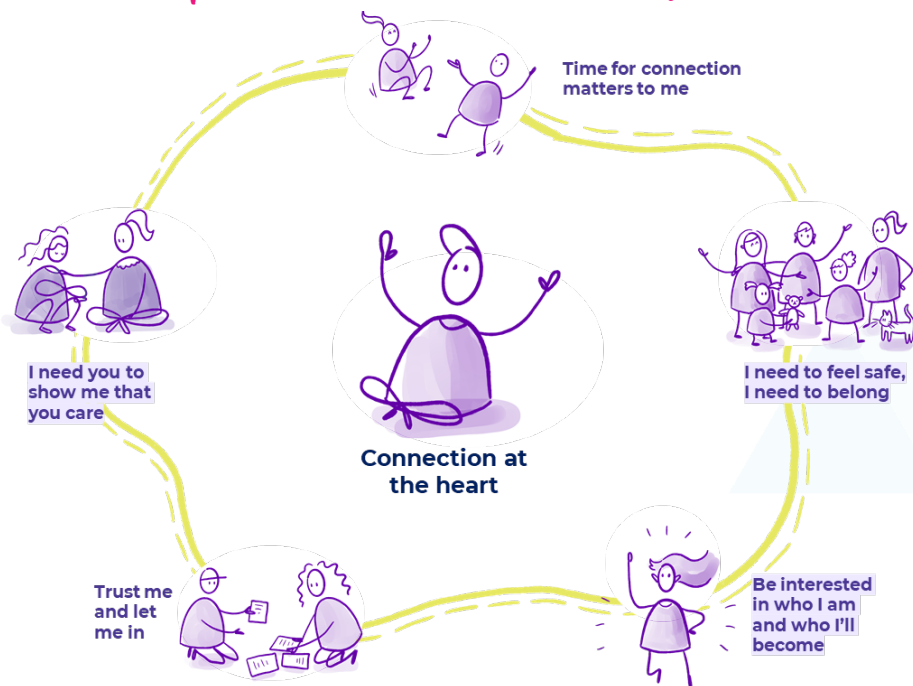 Time for connection
matters to me
I need you to
show me that
you care
I need to feel safe,
I need to belong
Connection at
the heart
Trust me
and let
me in
Be interested
in who I am
and who I'll
become